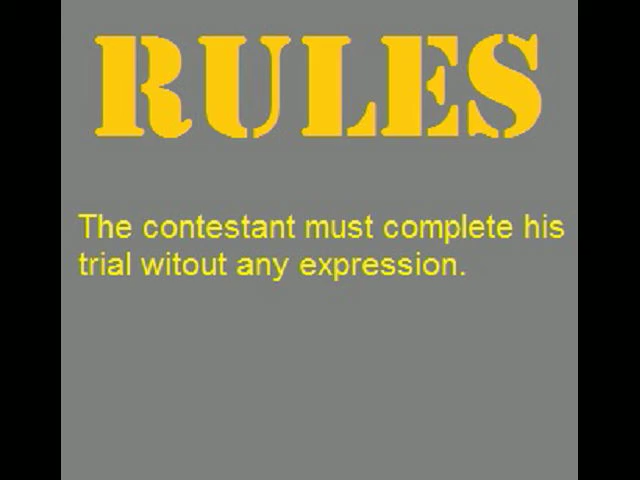 RULES
The contestant must complete his
trial witout any expression.